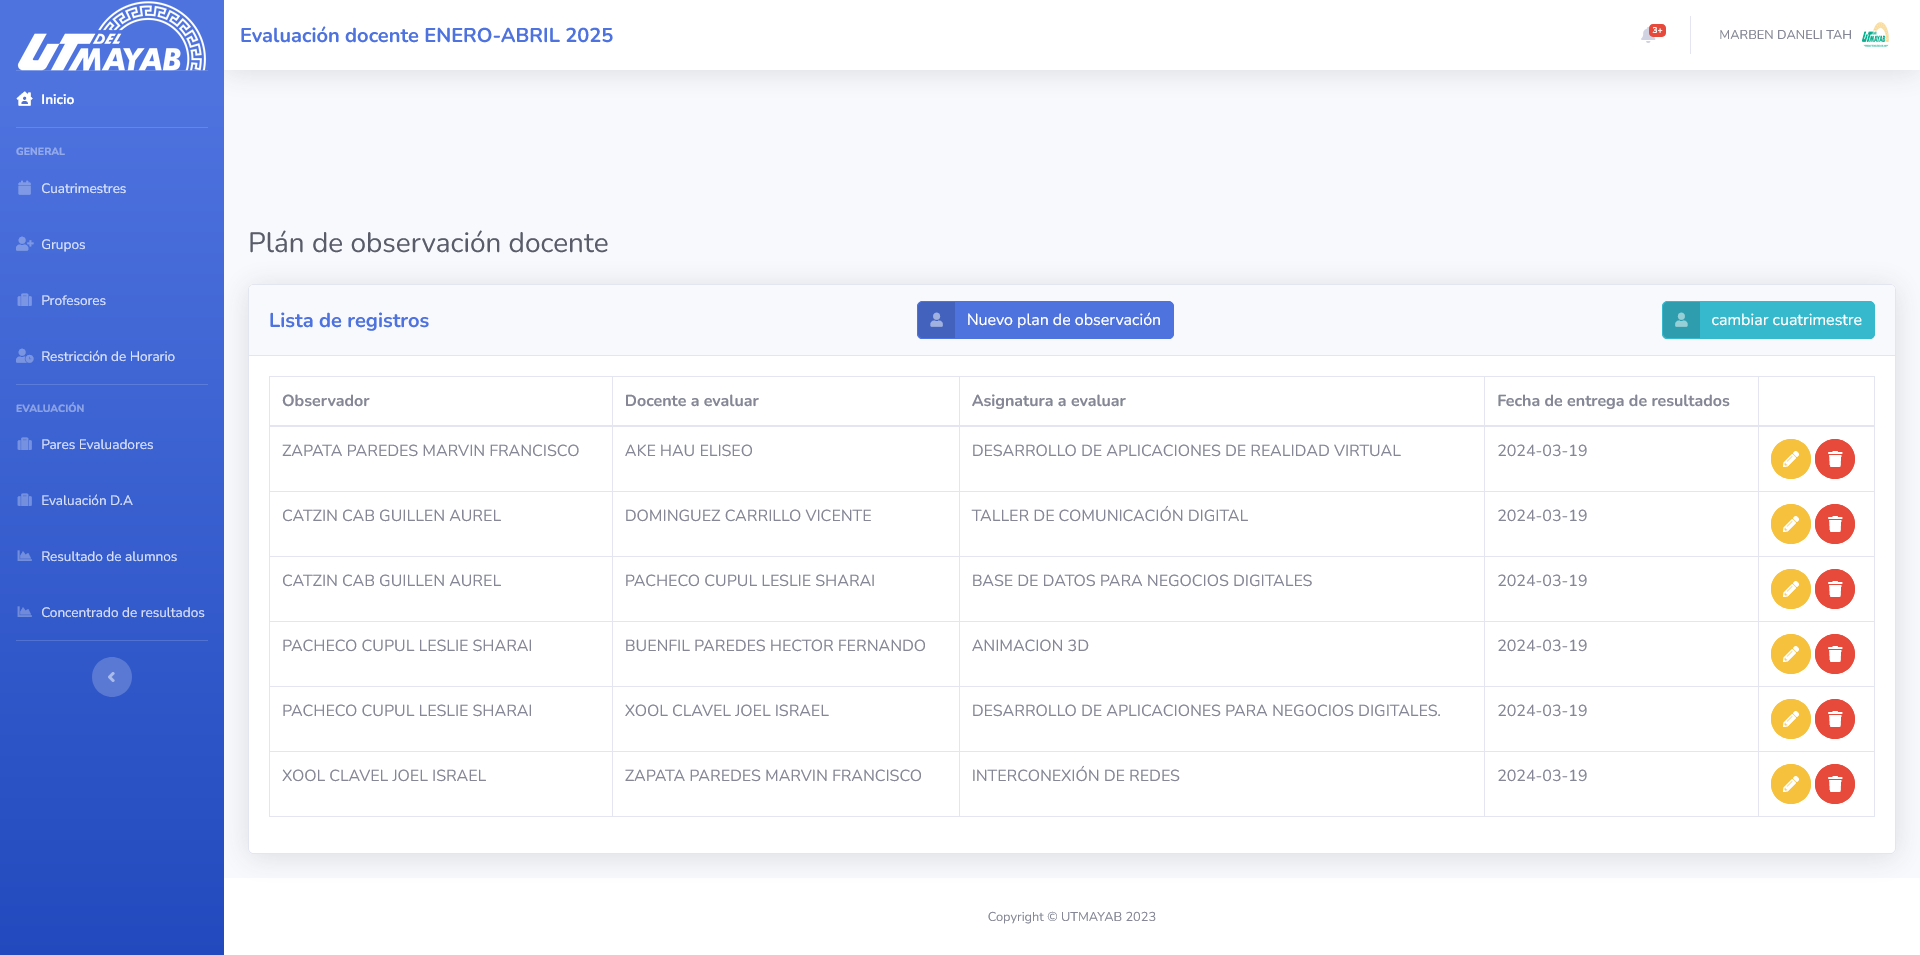 UT DEL MAYAB
Inicio
GENERAL
Cuatrimestres
Grupos
Profesores
Restricción de Horario
EVALUACIÓN
Pares Evaluadores
Evaluación D.A
Resultado de alumnos
Concentrado de resultados
Evaluación docente ENERO-ABRIL 2025
3+
MARBEN DANELI TAH
Plán de observación docente
Lista de registros
Nuevo plan de observación
cambiar cuatrimestre
Observador Docente a evaluar Asignatura a evaluar Fecha de entrega de resultados
ZAPATA PAREDES MARVIN FRANCISCO AKE HAU ELISEO DESARROLLO DE APLICACIONES DE REALIDAD VIRTUAL 2024-03-19
CATZIN CAB GUILLEN AUREL DOMINGUEZ CARRILLO VICENTE TALLER DE COMUNICACIÓN DIGITAL 2024-03-19
CATZIN CAB GUILLEN AUREL PACHECO CUPUL LESLIE SHARAI BASE DE DATOS PARA NEGOCIOS DIGITALES 2024-03-19
PACHECO CUPUL LESLIE SHARAI BUENFIL PAREDES HECTOR FERNANDO ANIMACION 3D 2024-03-19
PACHECO CUPUL LESLIE SHARAI XOOL CLAVEL JOEL ISRAEL DESARROLLO DE APLICACIONES PARA NEGOCIOS DIGITALES. 2024-03-19
XOOL CLAVEL JOEL ISRAEL ZAPATA PAREDES MARVIN FRANCISCO INTERCONEXIÓN DE REDES 2024-03-19
Copyright © UTMAYAB 2023